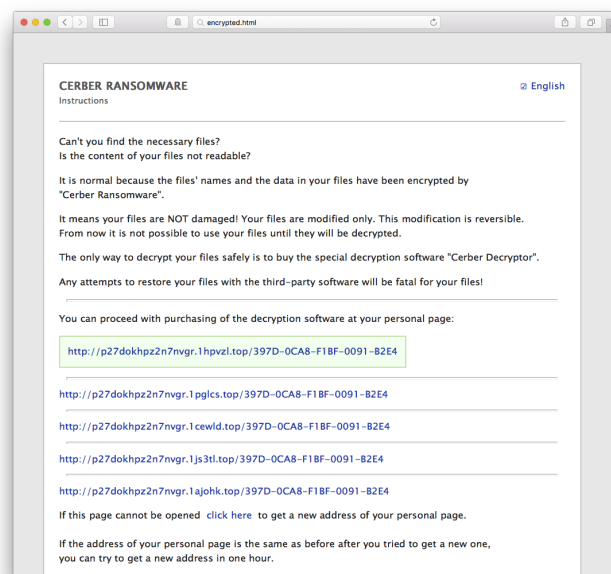 encrypted.html
CERBER RANSOMWARE
English
Instructions
Can't you find the necessary files?
Is the content of your files not readable?
It is normal because the files' names and the data in your files have been encrypted by
"Cerber Ransomware".
It means your files are NOT damaged! Your files are modified only. This modification is reversible.
From now it is not possible to use your files until they will be decrypted.
The only way to decrypt your files safely is to buy the special decryption software "Cerber Decryptor".
Any attempts to restore your files with the third-party software will be fatal for your files!
You can proceed with purchasing of the decryption software at your personal page:
http://p27dokhpz2n7nvgr.1hpvzl.top/397D-0CA8-F1BF-0091-B2E4
http://p27dokhpz2n7nvgr.1pglcs.top/397D-0CA8-F1BF-0091-B2E4
http://p27dokhpz2n7nvgr.1cewld.top/397D-0CA8-F1BF-0091-B2E4
http://p27dokhpz2n7nvgr.1js3tl.top/397D-0CA8-F1BF-0091-B2E4
http://p27dokhpz2n7nvgr.1ajohk.top/397D-0CA8-F1BF-0091-B2E4
If this page cannot be opened click here to get a new address of your personal page.
If the address of your personal page is the same as before after you tried to get a new one,
you can try to get a new address in one hour.